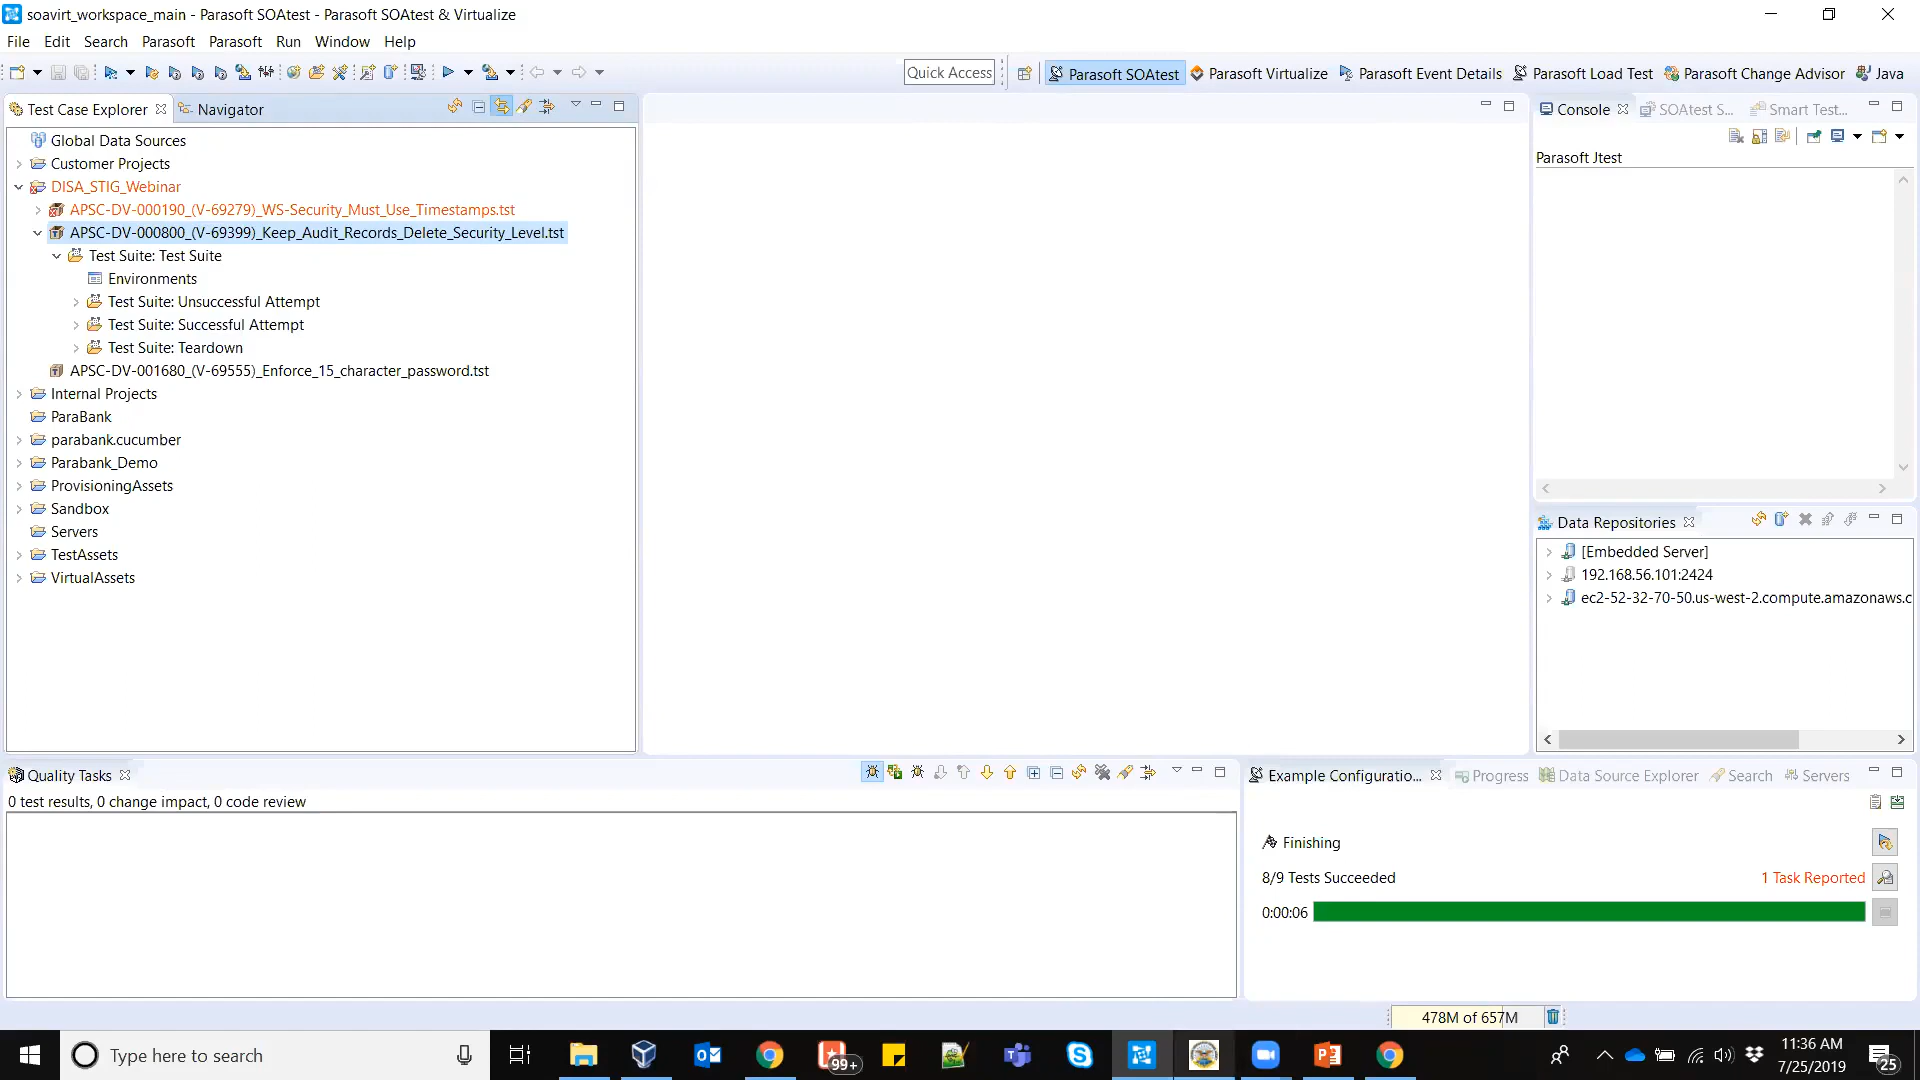 soavirt_workspace_main - Parasoft SOAtest - Parasoft SOAtest & Virtualize
File Edit Search Parasoft Parasoft Run Window Help
Quick Access Parasoft SOAtest Parasoft Virtualize Parasoft Event Details Parasoft Load Test Parasoft Change Advisor Java
Test Case Explorer Navigator
Global Data Sources
Customer Projects
DISA_STIG_Webinar
APSC-DV-000190_(V-69279)_WS-Security_Must_Use_Timestamps.tst
APSC-DV-000800_(V-69399)_Keep_Audit_Records_Delete_Security_Level.tst
Test Suite: Test Suite
Environments
Test Suite: Unsuccessful Attempt
Test Suite: Successful Attempt
Test Suite: Teardown
APSC-DV-001680_(V-69555)_Enforce_15_character_password.tst
Internal Projects
ParaBank
parabank.cucumber
Parabank_Demo
ProvisioningAssets
Sandbox
Servers
TestAssets
VirtualAssets
Console SOAtest S... Smart Test...
Parasoft Jtest
Data Repositories
[Embedded Server]
192.168.56.101:2424
ec2-52-32-70-50.us-west-2.compute.amazonaws.c
Quality Tasks
0 test results, 0 change impact, 0 code review
Example Configuratio... Progress Data Source Explorer Search Servers
Finishing
8/9 Tests Succeeded 1 Task Reported
0:00:06
478M of 657M
Type here to search
99+
11:36 AM
7/25/2019
25